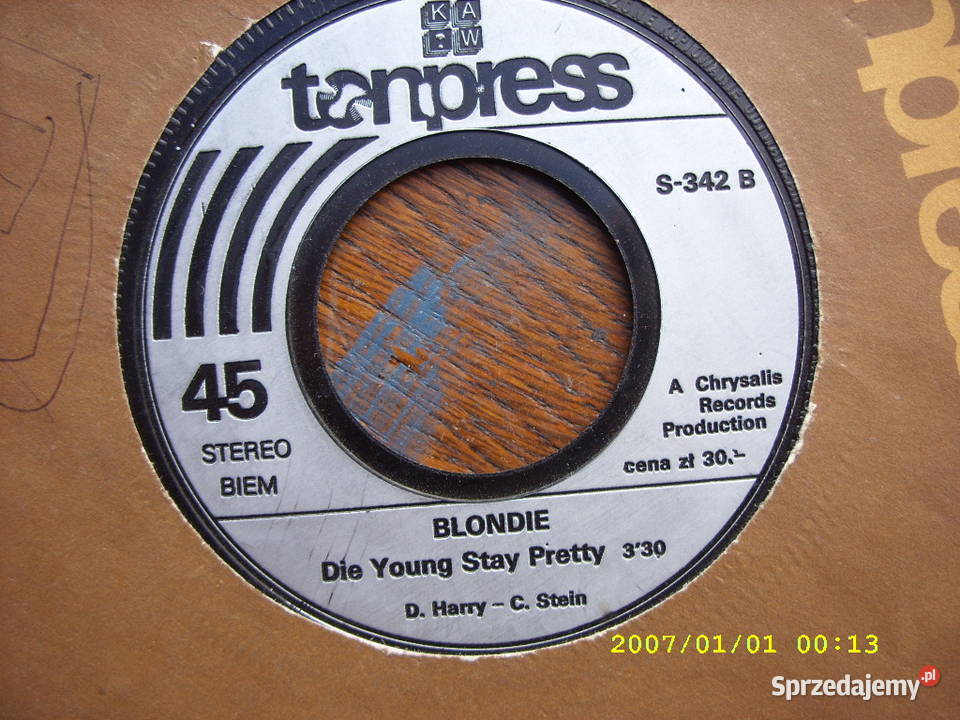 K A
W
tonpress
S-342 B
45
STEREO
BIEM
A Chrysalis
Records
Production
cena zł 30.-
BLONDIE
Die Young Stay Pretty 3'30
D. Harry - C. Stein
2007/01/01 00:13
Sprzedajemy.pl